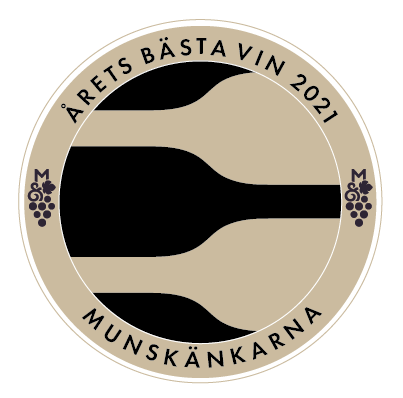 ÅRETS BÄSTA VIN 2021
M
M
MUNSKÄNKARNA